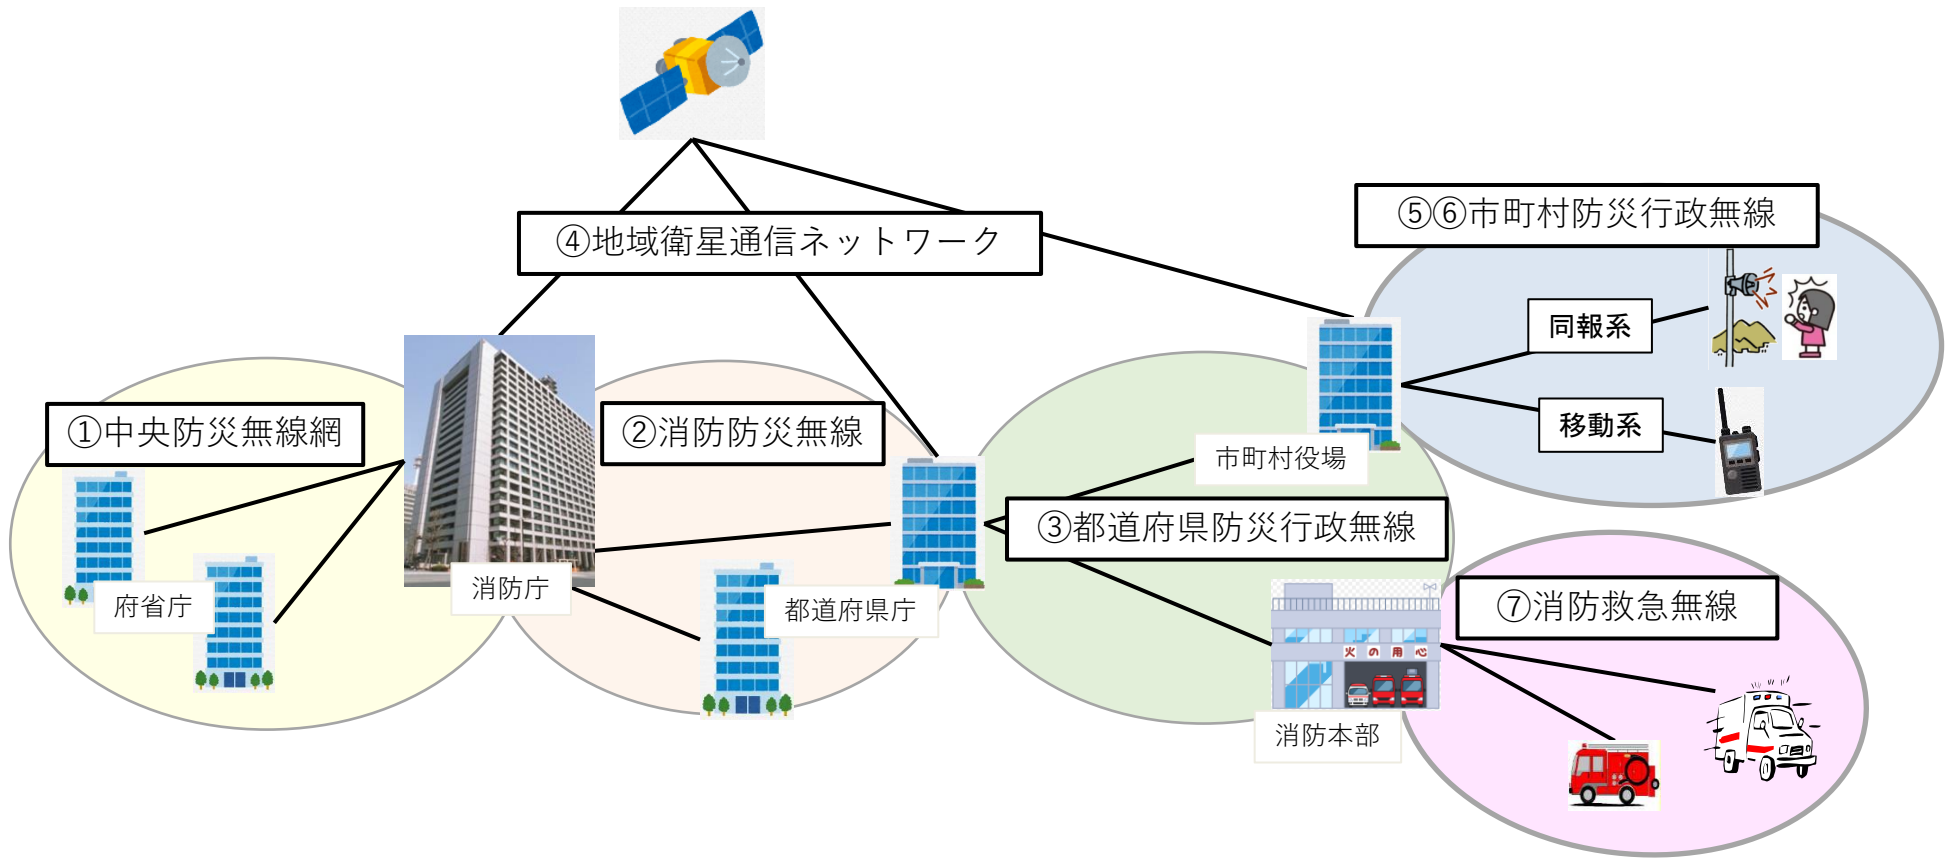 ④地域衛星通信ネットワーク
⑤⑥市町村防災行政無線
同報系
移動系
①中央防災無線網
②消防防災無線
市町村役場
③都道府県防災行政無線
府省庁
消防庁
都道府県庁
火の用心
⑦消防救急無線
消防本部